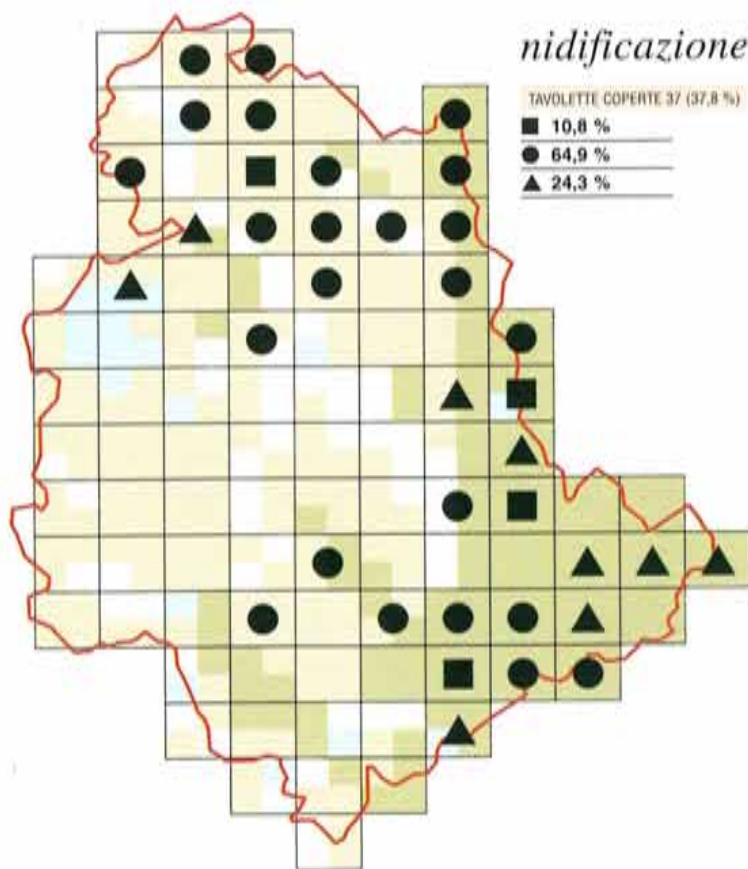 nidificazione
TAVOLETTE COPERTE 37 (37,8 %)
■ 10,8 %
● 64,9 %
▲ 24,3 %